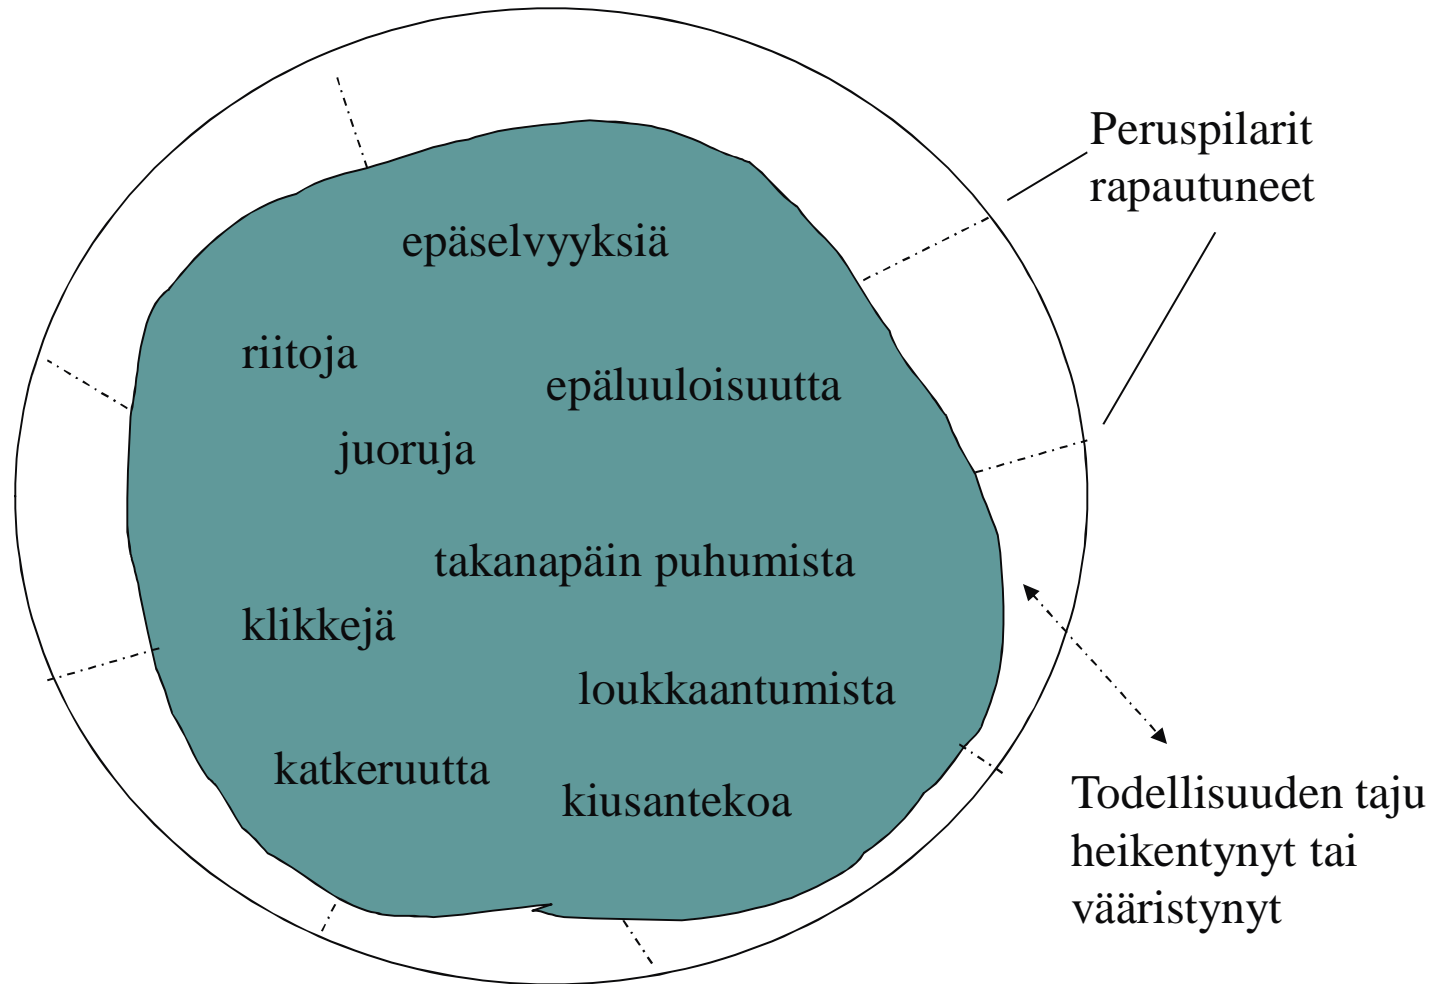 Peruspilarit
rapautuneet
epäselvyyksiä
riitoja
epäluuloisuutta
juoruja
takanapäin puhumista
klikkejä
loukkaantumista
katkeruutta
kiusantekoa
Todellisuuden taju
heikentynyt tai
vääristynyt